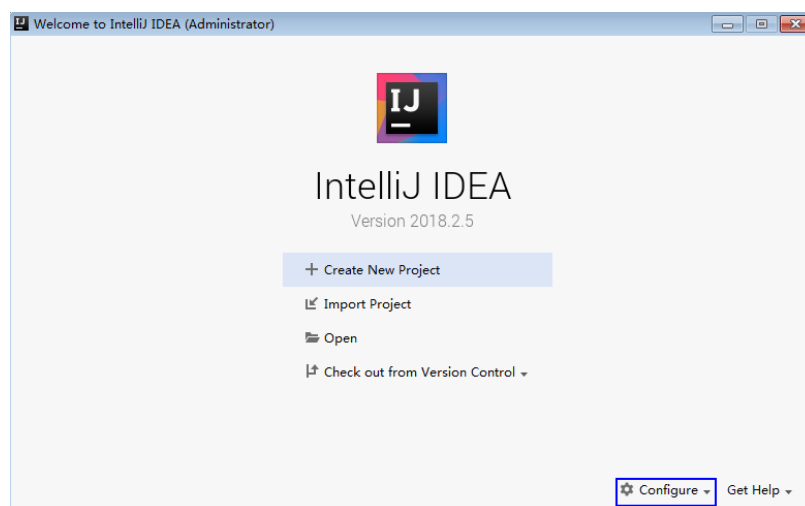 Welcome to IntelliJ IDEA (Administrator)
IJ
IntelliJ IDEA
Version 2018.2.5
Create New Project
Import Project
Open
Check out from Version Control
Configure
Get Help